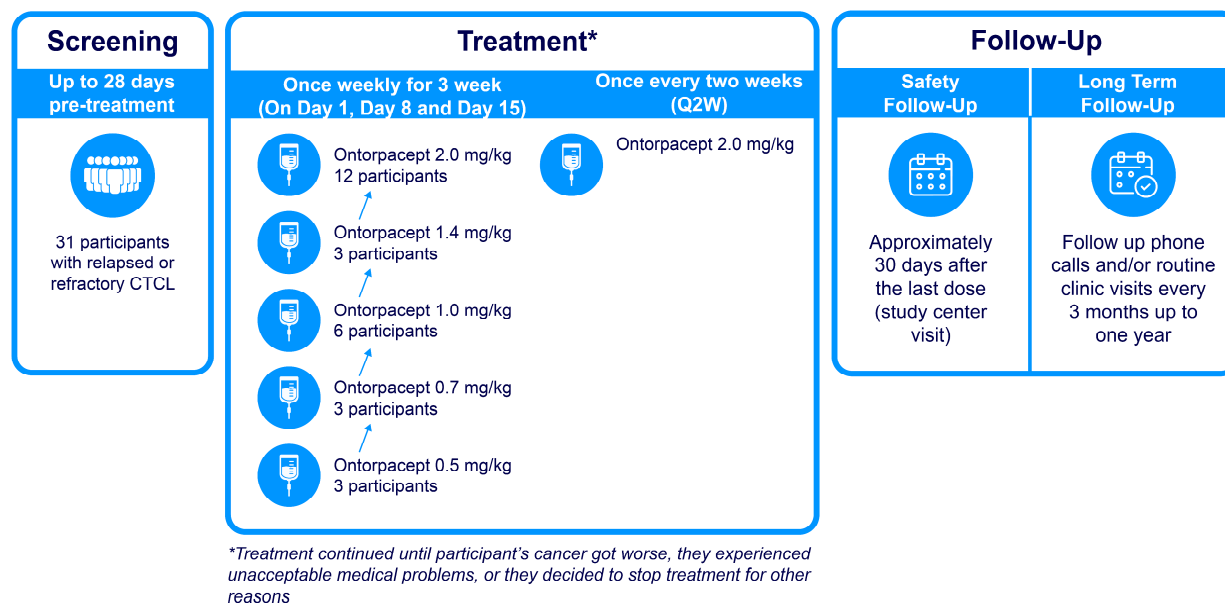 Screening
Up to 28 days
pre-treatment
31 participants
with relapsed or
refractory CTCL
Treatment*
Once weekly for 3 week
(On Day 1, Day 8 and Day 15)
Ontorpacept 2.0 mg/kg
12 participants
Ontorpacept 1.4 mg/kg
3 participants
Ontorpacept 1.0 mg/kg
6 participants
Ontorpacept 0.7 mg/kg
3 participants
Ontorpacept 0.5 mg/kg
3 participants
Once every two weeks
(Q2W)
Ontorpacept 2.0 mg/kg
*Treatment continued until participant's cancer got worse, they experienced
unacceptable medical problems, or they decided to stop treatment for other
reasons
Follow-Up
Safety
Follow-Up
Approximately
30 days after
the last dose
(study center
visit)
Long Term
Follow-Up
Follow up phone
calls and/or routine
clinic visits every
3 months up to
one year